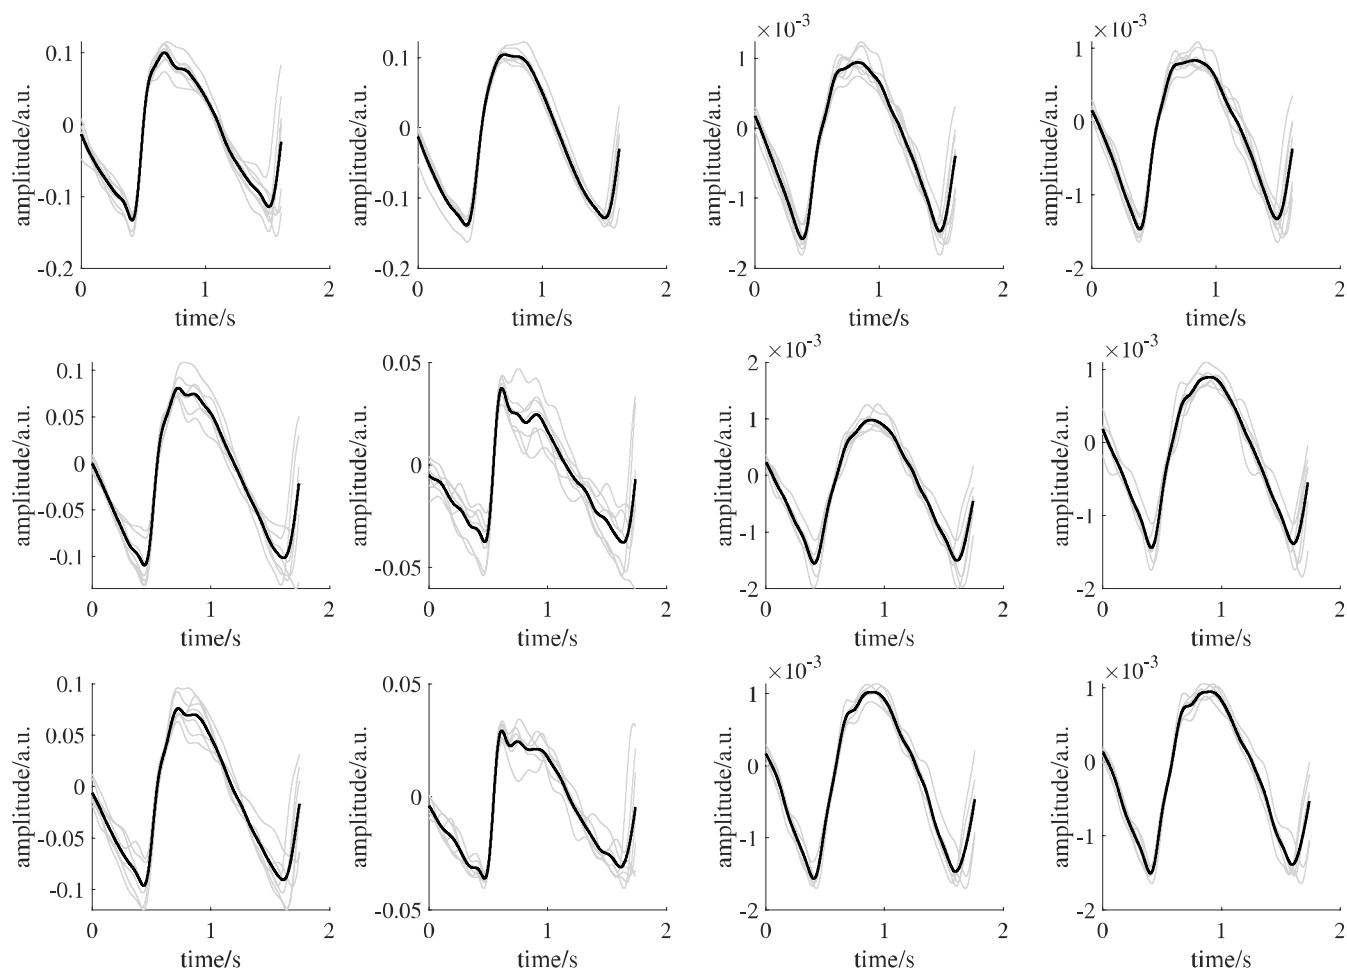 ×10⁻³ ×10⁻³
0.1 0.1 1 1
0 0 0 0
-0.1 -0.1 -1 -1
-0.2 -0.2 -2 -2
amplitude/a.u. amplitude/a.u. amplitude/a.u. amplitude/a.u.
0 1 2 0 1 2 0 1 2 0 1 2
time/s time/s time/s time/s
×10⁻³ ×10⁻³
0.1 0.05 2 1
0.05 0 1 0
0 -0.05 0 -1
-0.05 -1 -2
-0.1 -2
amplitude/a.u. amplitude/a.u. amplitude/a.u. amplitude/a.u.
0 1 2 0 1 2 0 1 2 0 1 2
time/s time/s time/s time/s
×10⁻³ ×10⁻³
0.1 0.05 1 1
0.05 0 0 0
0 -0.05 -1 -1
-0.05 -2 -2
-0.1
amplitude/a.u. amplitude/a.u. amplitude/a.u. amplitude/a.u.
0 1 2 0 1 2 0 1 2 0 1 2
time/s time/s time/s time/s